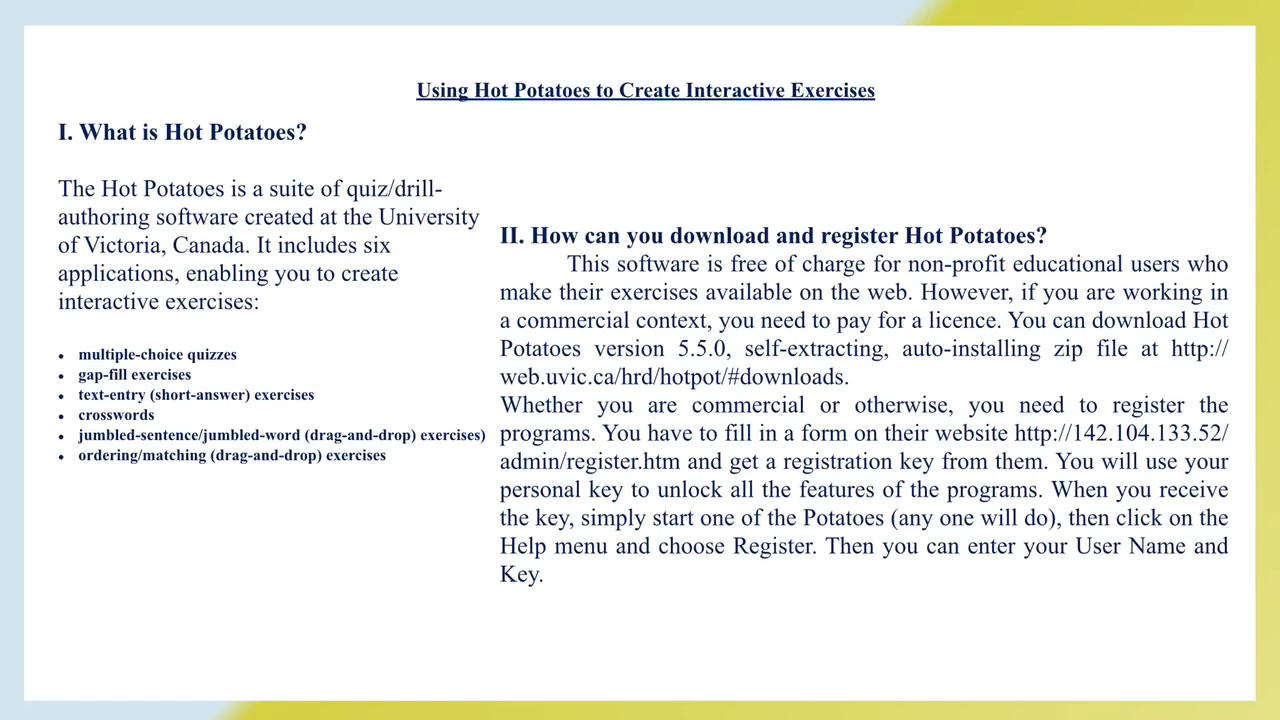 Using Hot Potatoes to Create Interactive Exercises
I. What is Hot Potatoes?
The Hot Potatoes is a suite of quiz/drill-
authoring software created at the University
of Victoria, Canada. It includes six
applications, enabling you to create
interactive exercises:
• multiple-choice quizzes
• gap-fill exercises
• text-entry (short-answer) exercises
• crosswords
• jumbled-sentence/jumbled-word (drag-and-drop) exercises)
• ordering/matching (drag-and-drop) exercises
II. How can you download and register Hot Potatoes?
This software is free of charge for non-profit educational users who
make their exercises available on the web. However, if you are working in
a commercial context, you need to pay for a licence. You can download Hot
Potatoes version 5.5.0, self-extracting, auto-installing zip file at http://
web.uvic.ca/hrd/hotpot/#downloads.
Whether you are commercial or otherwise, you need to register the
programs. You have to fill in a form on their website http://142.104.133.52/
admin/register.htm and get a registration key from them. You will use your
personal key to unlock all the features of the programs. When you receive
the key, simply start one of the Potatoes (any one will do), then click on the
Help menu and choose Register. Then you can enter your User Name and
Key.